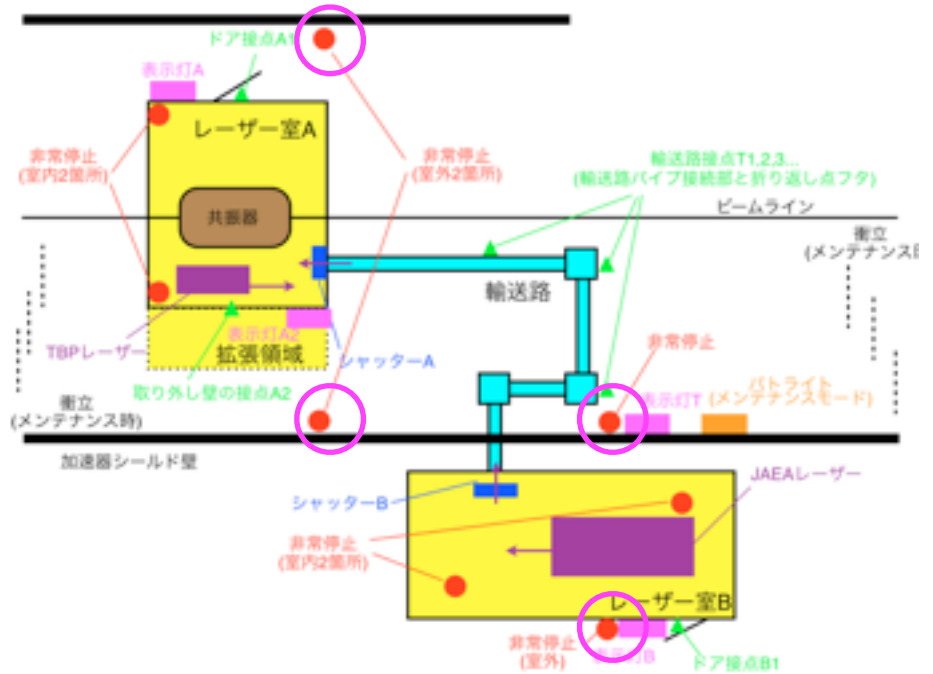 ドア接点A1
表示灯A
レーザー室A
非常停止
(室内2箇所)
非常停止
(室外2箇所)
輸送路接点T1,2,3...
(輸送路パイプ接続部と折り返し点フタ)
ビームライン
共振器
衝立
(メンテナンス時
輸送路
TBPレーザー
表示灯A2
拡張領域
シャッターA
取り外し壁の接点A2
非常停止
表示灯T
パトライト
(メンテナンスモード)
衝立
(メンテナンス時)
加速器シールド壁
JAEAレーザー
シャッターB
非常停止
(室内2箇所)
レーザー室B
非常停止
(室外)
表示灯B
ドア接点B1